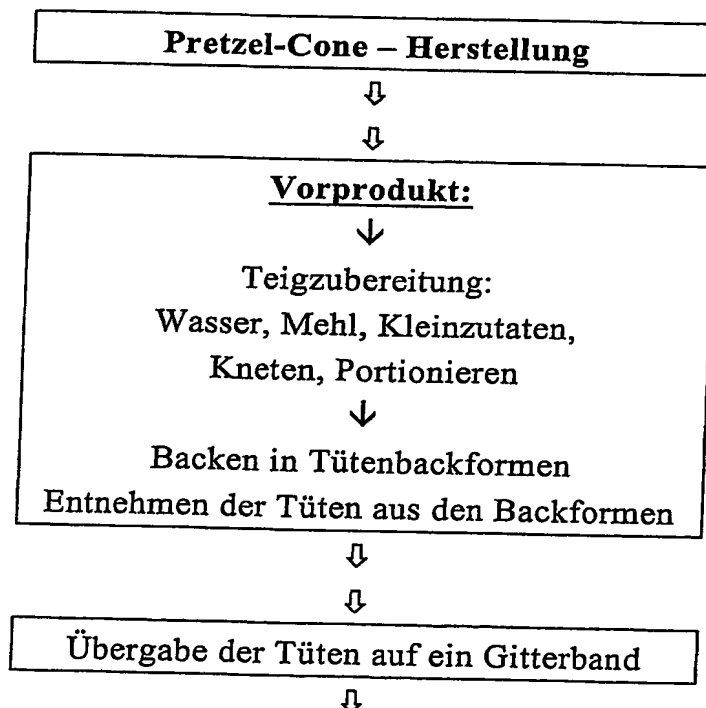 Pretzel-Cone – Herstellung
Vorprodukt:
Teigzubereitung:
Wasser, Mehl, Kleinzutaten,
Kneten, Portionieren
Backen in Tütenbackformen
Entnehmen der Tüten aus den Backformen
Übergabe der Tüten auf ein Gitterband